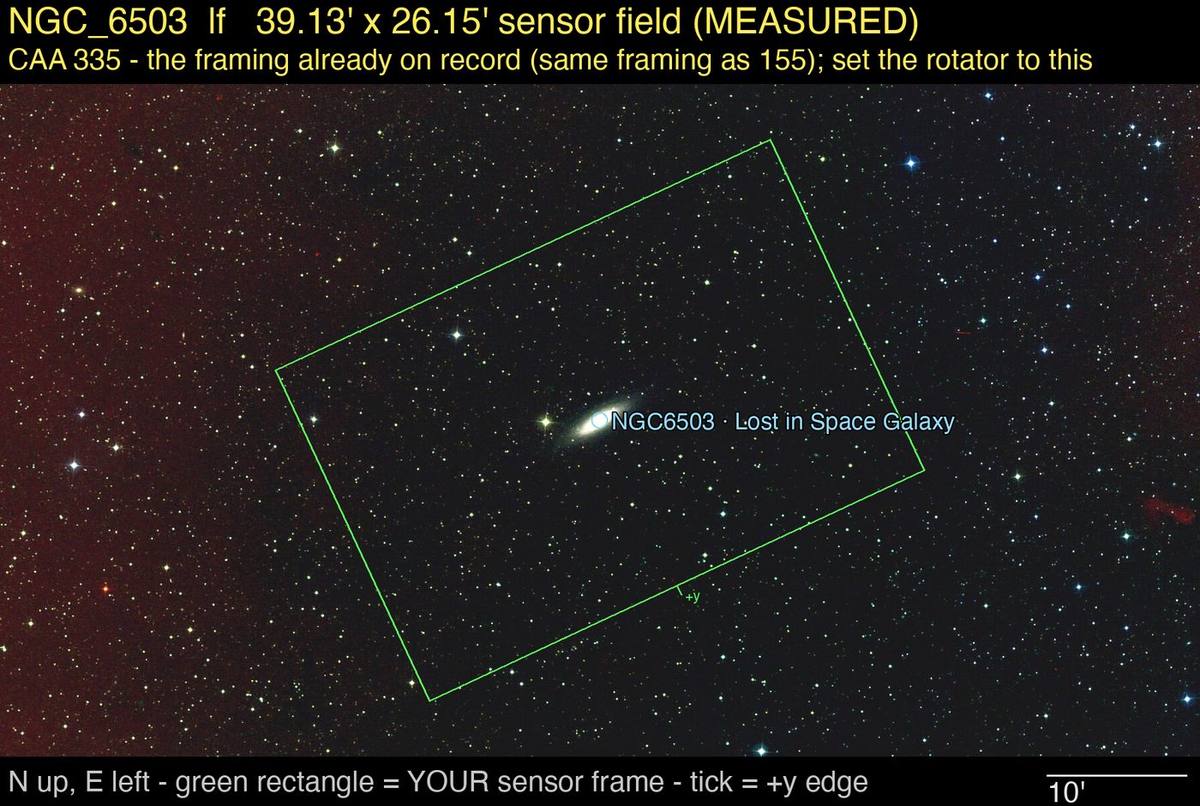 NGC_6503 lf 39.13' x 26.15' sensor field (MEASURED)
CAA 335 - the framing already on record (same framing as 155); set the rotator to this
NGC6503 · Lost in Space Galaxy
+y
N up, E left - green rectangle = YOUR sensor frame - tick = +y edge
10'